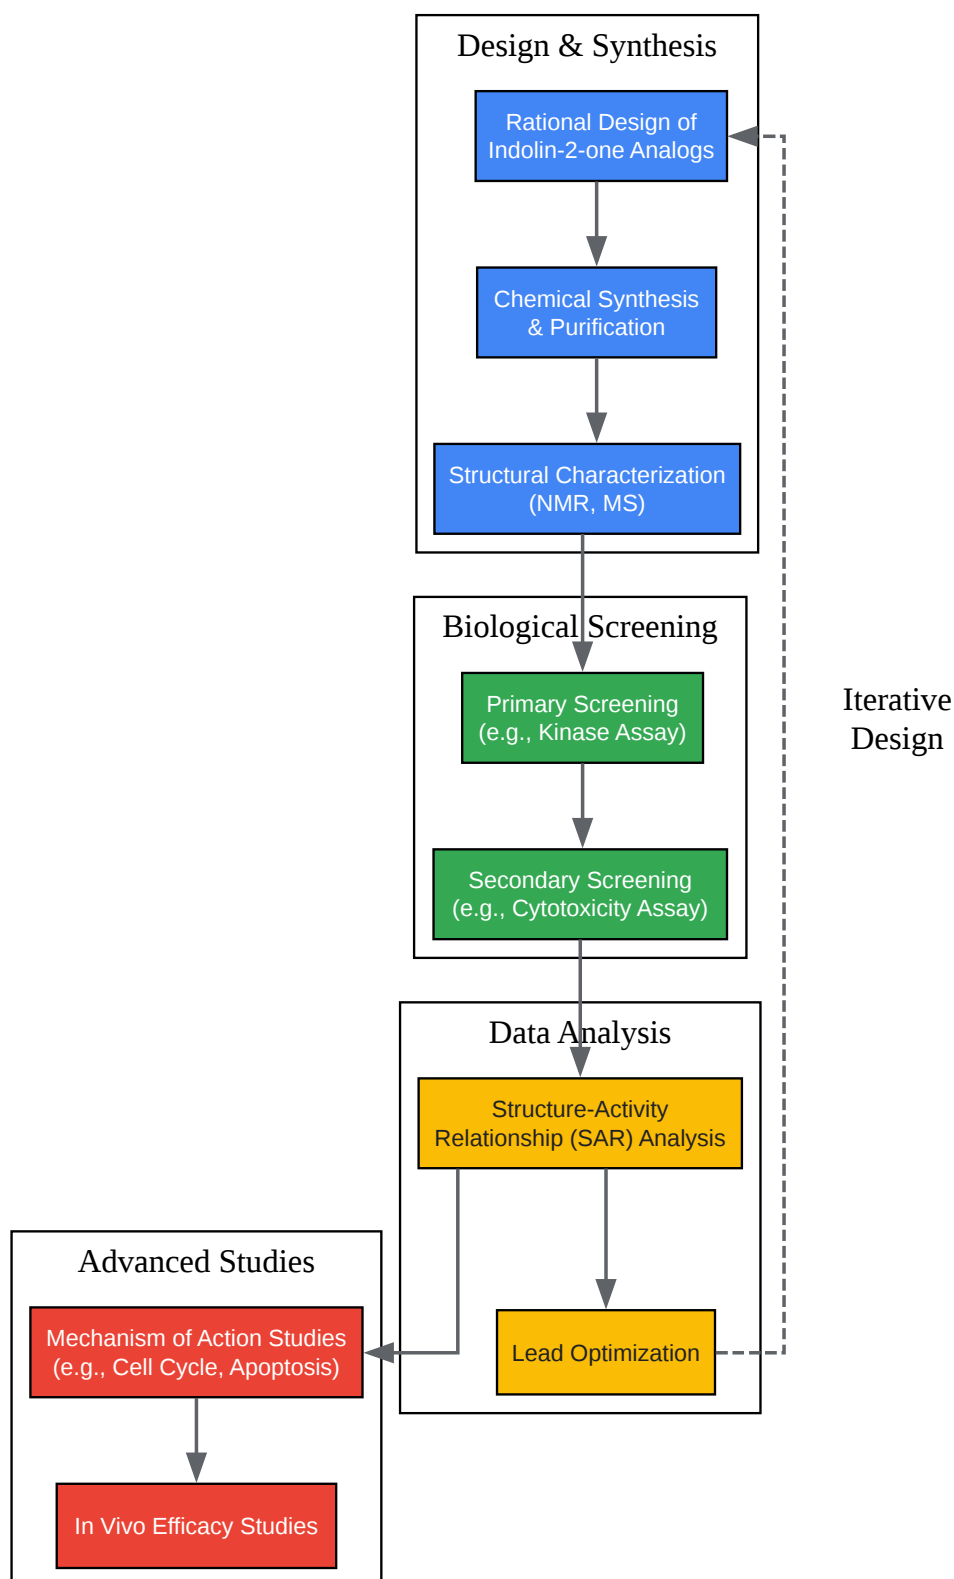 Design & Synthesis
Rational Design of
Indolin-2-one Analogs
Chemical Synthesis
& Purification
Structural Characterization
(NMR, MS)
Biological Screening
Primary Screening
(e.g., Kinase Assay)
Iterative
Design
Secondary Screening
(e.g., Cytotoxicity Assay)
Data Analysis
Structure-Activity
Relationship (SAR) Analysis
Advanced Studies
Mechanism of Action Studies
(e.g., Cell Cycle, Apoptosis)
Lead Optimization
In Vivo Efficacy Studies